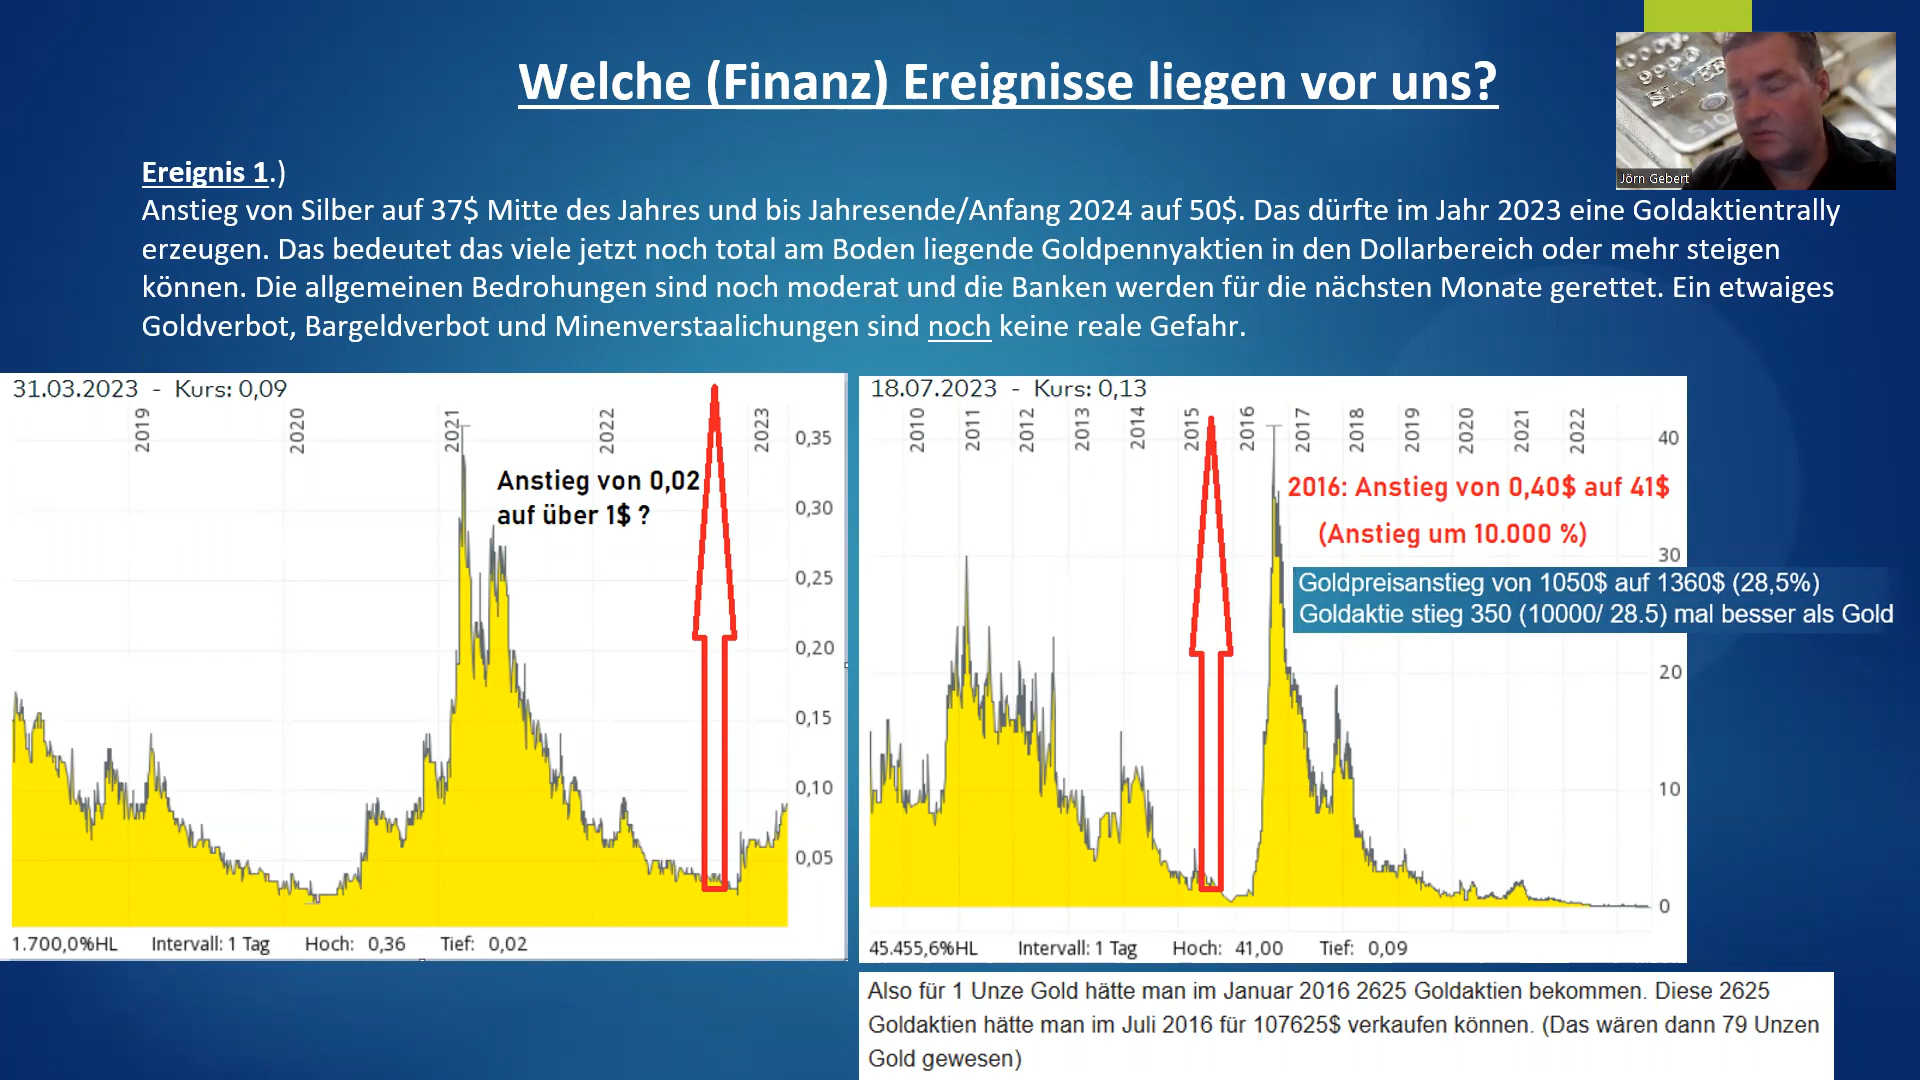 Welche (Finanz) Ereignisse liegen vor uns?
SILVER
Jörn Gebert
Ereignis 1.)
Anstieg von Silber auf 37$ Mitte des Jahres und bis Jahresende/Anfang 2024 auf 50$. Das dürfte im Jahr 2023 eine Goldaktientrally
erzeugen. Das bedeutet das viele jetzt noch total am Boden liegende Goldpennyaktien in den Dollarbereich oder mehr steigen
können. Die allgemeinen Bedrohungen sind noch moderat und die Banken werden für die nächsten Monate gerettet. Ein etwaiges
Goldverbot, Bargeldverbot und Minenverstaalichungen sind noch keine reale Gefahr.
31.03.2023 - Kurs: 0,09
2019 2020 2021 2022 2023
0,35
Anstieg von 0,02
auf über 1$ ?
0,30
0,25
0,20
0,15
0,10
0,05
1.700,0%HL Intervall: 1 Tag Hoch: 0,36 Tief: 0,02
18.07.2023 - Kurs: 0,13
2010 2011 2012 2013 2014 2015 2016 2017 2018 2019 2020 2021 2022
40
2016: Anstieg von 0,40$ auf 41$
(Anstieg um 10.000 %)
30
Goldpreisanstieg von 1050$ auf 1360$ (28,5%)
Goldaktie stieg 350 (10000/ 28.5) mal besser als Gold
20
10
0
45.455,6%HL Intervall: 1 Tag Hoch: 41,00 Tief: 0,09
Also für 1 Unze Gold hätte man im Januar 2016 2625 Goldaktien bekommen. Diese 2625
Goldaktien hätte man im Juli 2016 für 107625$ verkaufen können. (Das wären dann 79 Unzen
Gold gewesen)